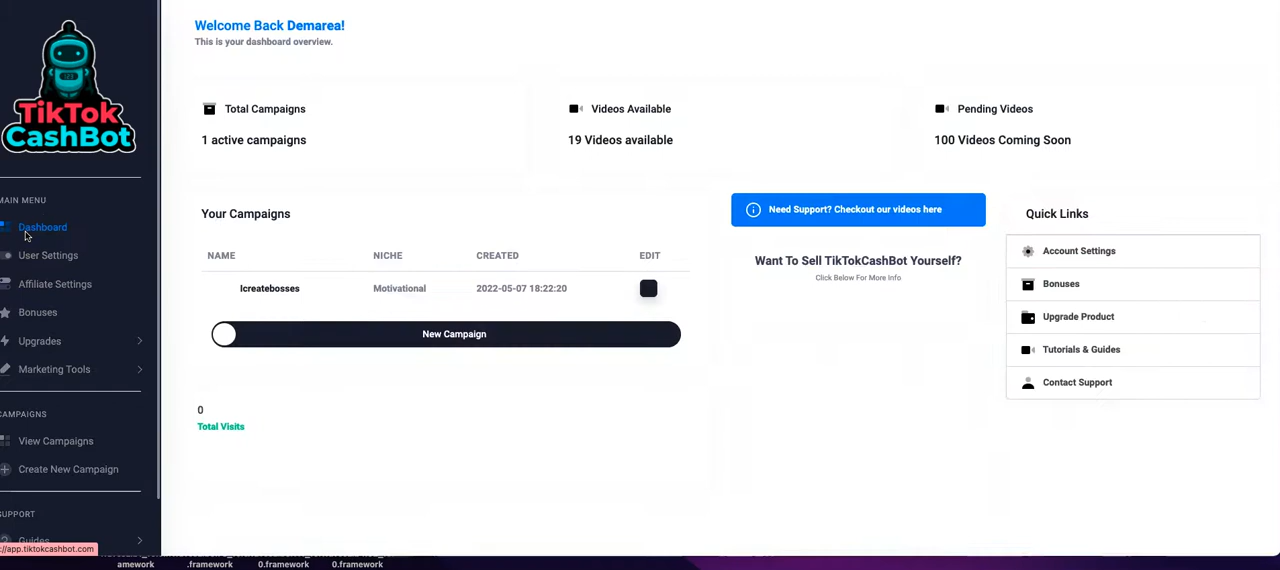 TikTok
CashBot
MAIN MENU
Dashboard
User Settings
Affiliate Settings
Bonuses
Upgrades
Marketing Tools
CAMPAIGNS
View Campaigns
Create New Campaign
SUPPORT
Guides
://app.tiktokcashbot.com
Welcome Back Demarea!
This is your dashboard overview.
Total Campaigns
1 active campaigns
Videos Available
19 Videos available
Pending Videos
100 Videos Coming Soon
Your Campaigns
NAME NICHE CREATED EDIT
Icreatebosses Motivational 2022-05-07 18:22:20
New Campaign
0
Total Visits
Need Support? Checkout our videos here
Want To Sell TikTokCashBot Yourself?
Click Below For More Info
Quick Links
Account Settings
Bonuses
Upgrade Product
Tutorials & Guides
Contact Support
amework .framework 0.framework 0.framework